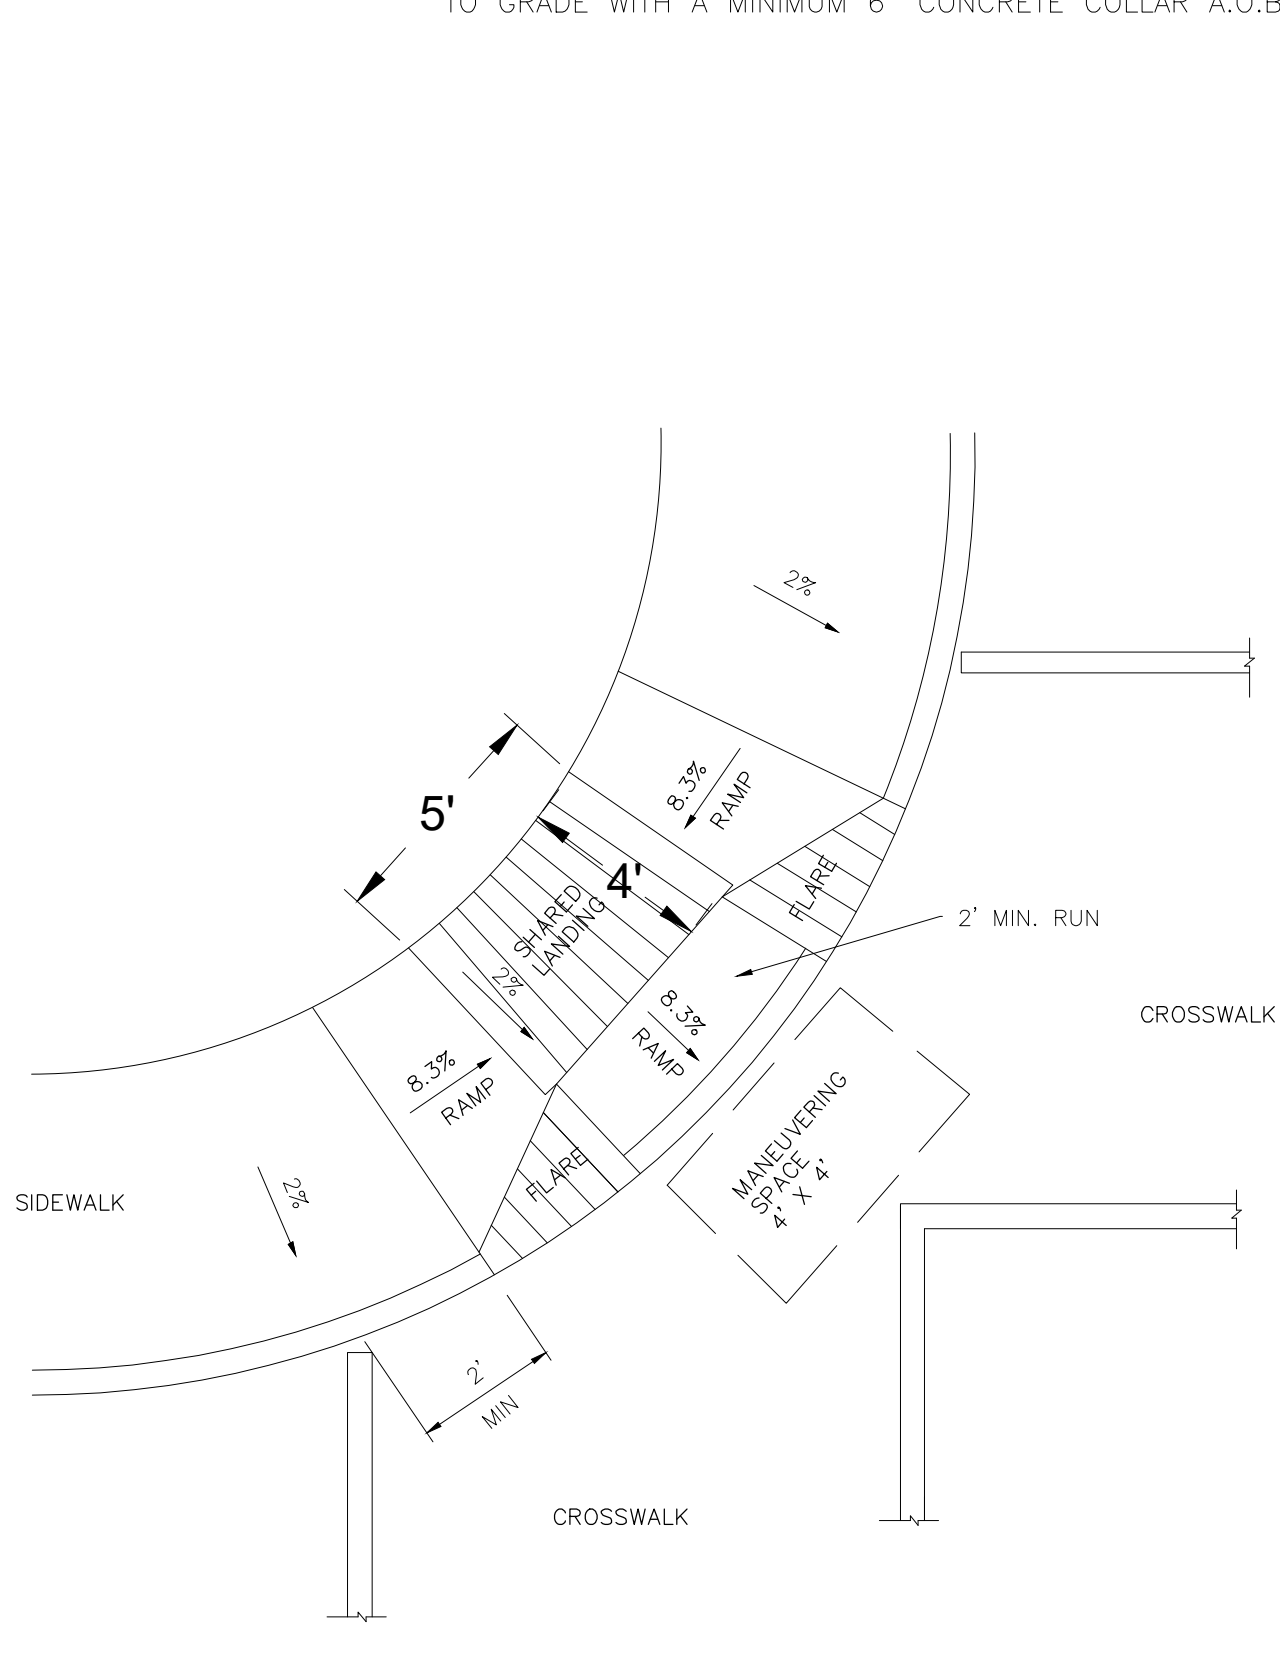 TO GRADE WITH A MINIMUM 6" CONCRETE COLLAR A.O.B
2%
8.3%
RAMP
5'
4'
FLARE
SHARED
LANDING
2%
2' MIN. RUN
8.3%
RAMP
CROSSWALK
8.3%
RAMP
MANEUVERING
SPACE
4' X 4'
FLARE
SIDEWALK
2%
2'
MIN
CROSSWALK